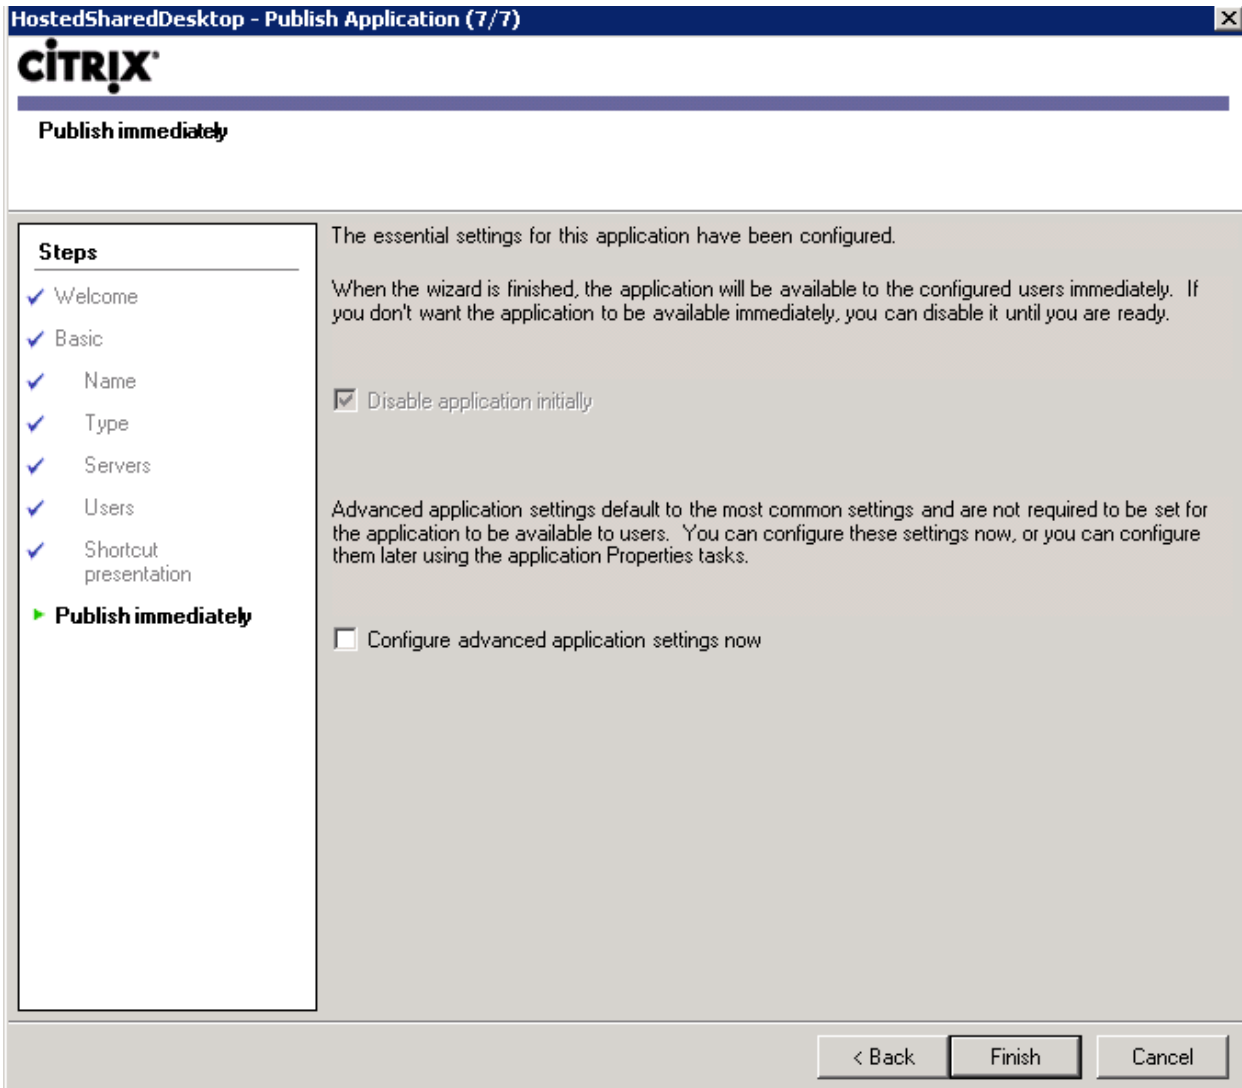 HostedSharedDesktop - Publish Application (7/7)
CITRIX
Publish immediately
Steps
Welcome
Basic
Name
Type
Servers
Users
Shortcut
presentation
Publish immediately
The essential settings for this application have been configured.
When the wizard is finished, the application will be available to the configured users immediately.  If
you don't want the application to be available immediately, you can disable it until you are ready.
Disable application initially
Advanced application settings default to the most common settings and are not required to be set for
the application to be available to users.  You can configure these settings now, or you can configure
them later using the application Properties tasks.
Configure advanced application settings now
< Back
Finish
Cancel